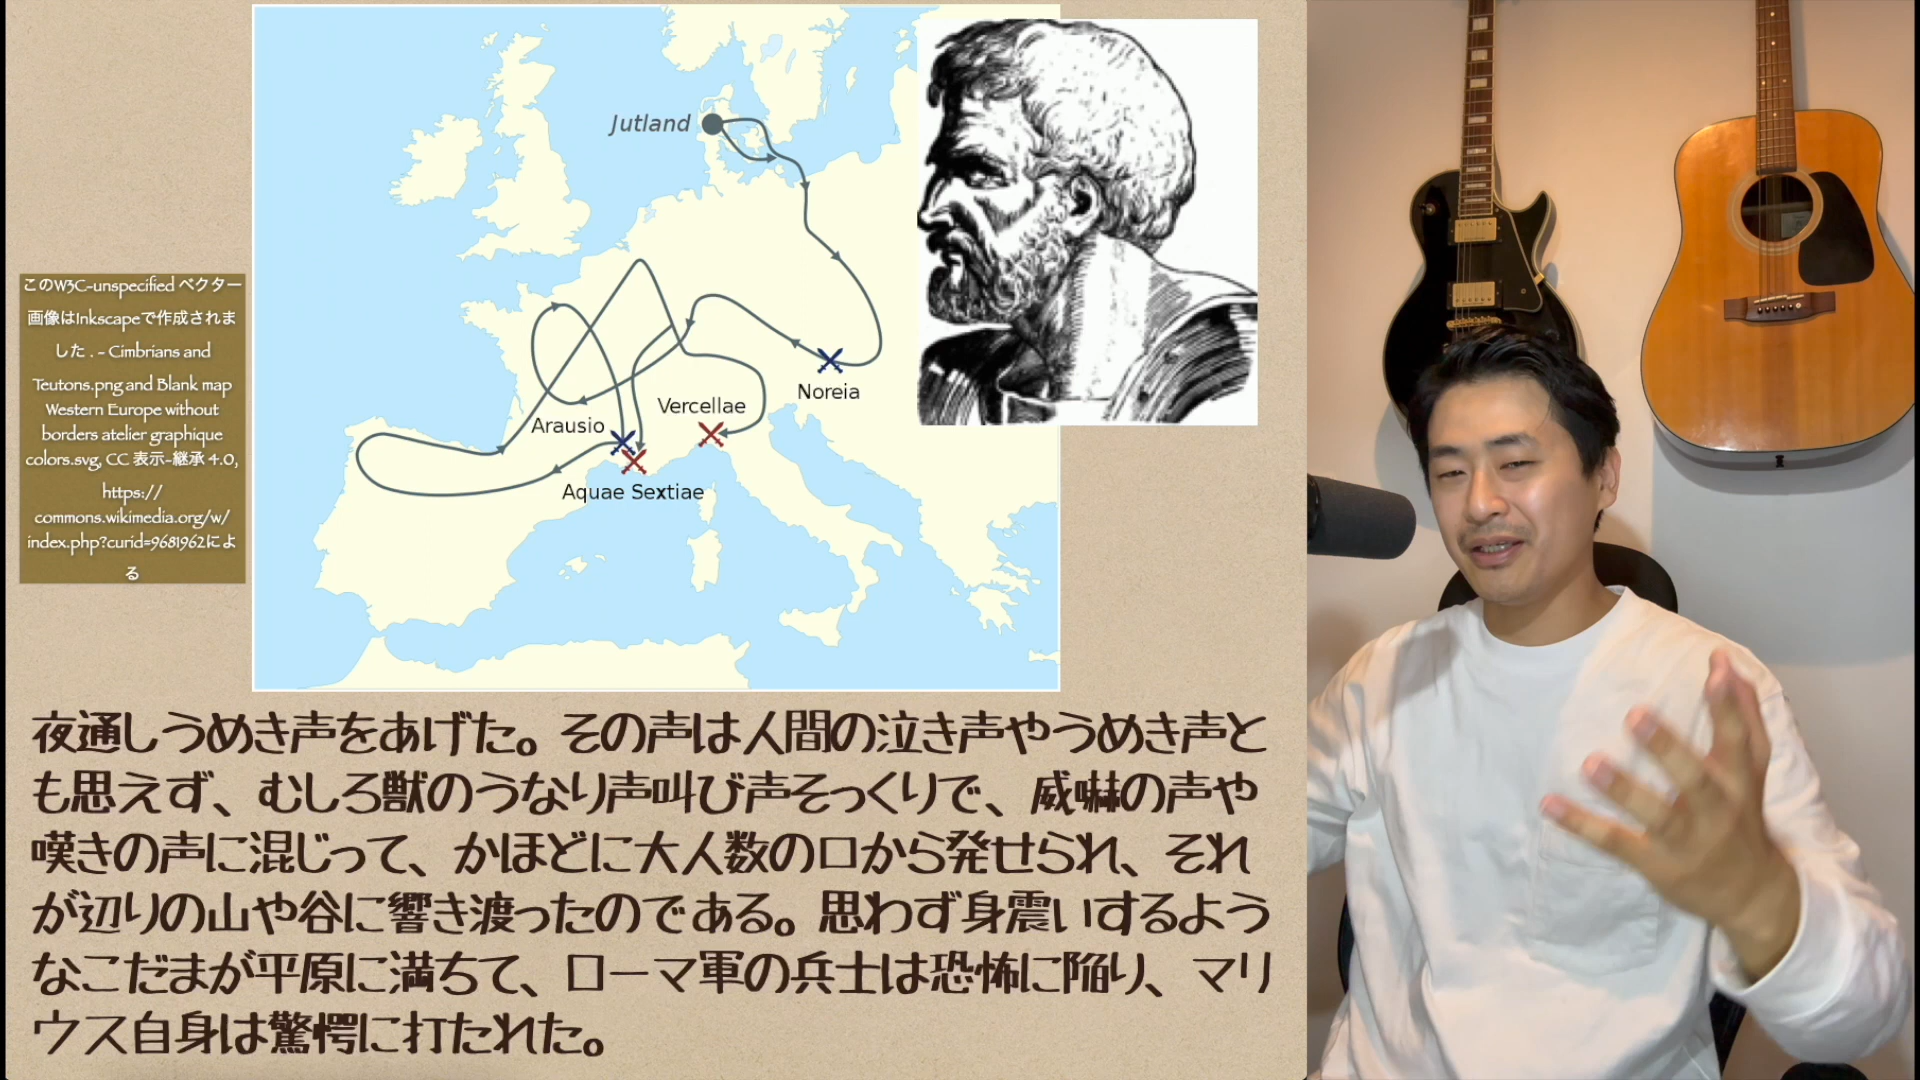 このW3C-unspecified ベクター
画像はInkscapeで作成されま
した . - Cimbrians and
Teutons.png and Blank map
Western Europe without
borders atelier graphique
colors.svg, CC 表示-継承 4.0,
https://
commons.wikimedia.org/w/
index.php?curid=9681962によ
る
Jutland
Noreia
Vercellae
Arausio
Aquae Sextiae
夜通しうめき声をあげた。その声は人間の泣き声やうめき声と
も思えず、むしろ獣のうなり声叫び声そっくりで、威嚇の声や
嘆きの声に混じって、かほどに大人数の口から発せられ、それ
が辺りの山や谷に響き渡ったのである。思わず身震いするよう
なこだまが平原に満ちて、ローマ軍の兵士は恐怖に陥り、マリ
ウス自身は驚愕に打たれた。